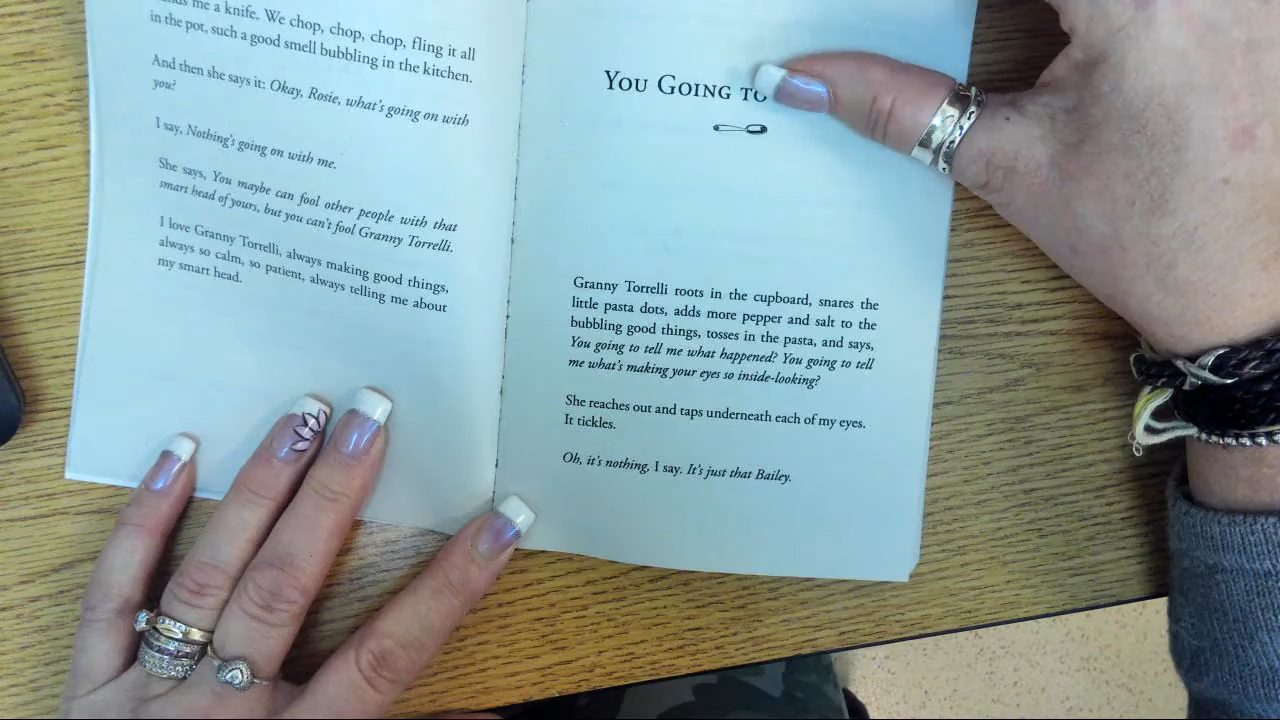 me a knife. We chop, chop, chop, fling it all
in the pot, such a good smell bubbling in the kitchen.
And then she says it: Okay, Rosie, what's going on with
you?
I say, Nothing's going on with me.
She says, You maybe can fool other people with that
smart head of yours, but you can't fool Granny Torrelli.
I love Granny Torrelli, always making good things,
always so calm, so patient, always telling me about
my smart head.
You Going to
Granny Torrelli roots in the cupboard, snares the
little pasta dots, adds more pepper and salt to the
bubbling good things, tosses in the pasta, and says,
You going to tell me what happened? You going to tell
me what's making your eyes so inside-looking?
She reaches out and taps underneath each of my eyes.
It tickles.
Oh, it's nothing, I say. It's just that Bailey.